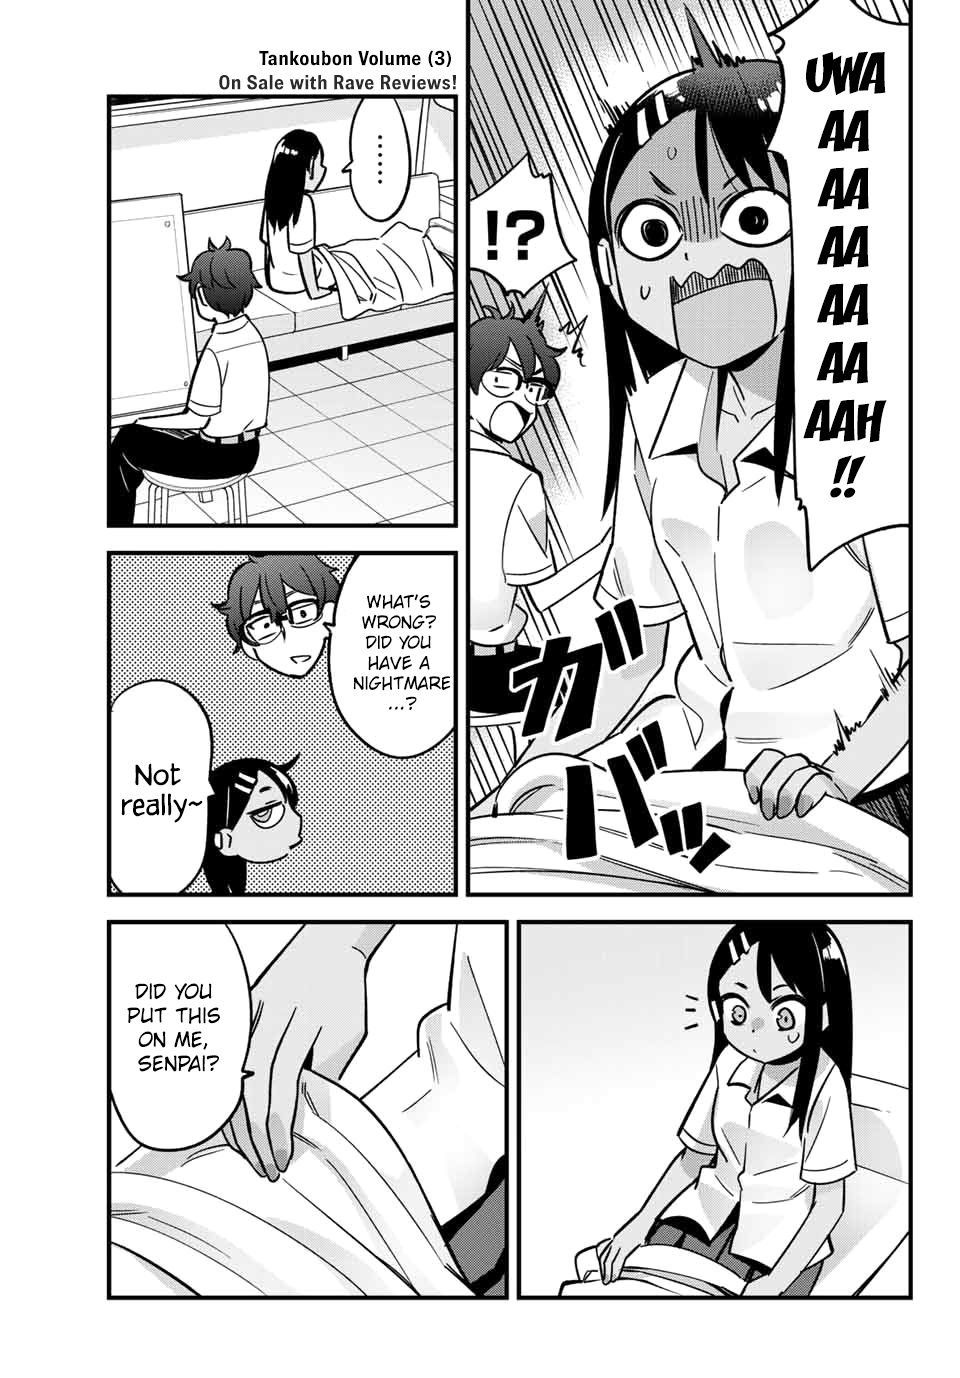 Tankoubon Volume (3)
On Sale with Rave Reviews!
UWA
AA
AA
AA
AA
AA
AAH
!!
!?
ガバッ
………
WHAT'S
WRONG?
DID YOU
HAVE A
NIGHTMARE
...?
Not
really~
DID YOU
PUT THIS
ON ME,
SENPAI?